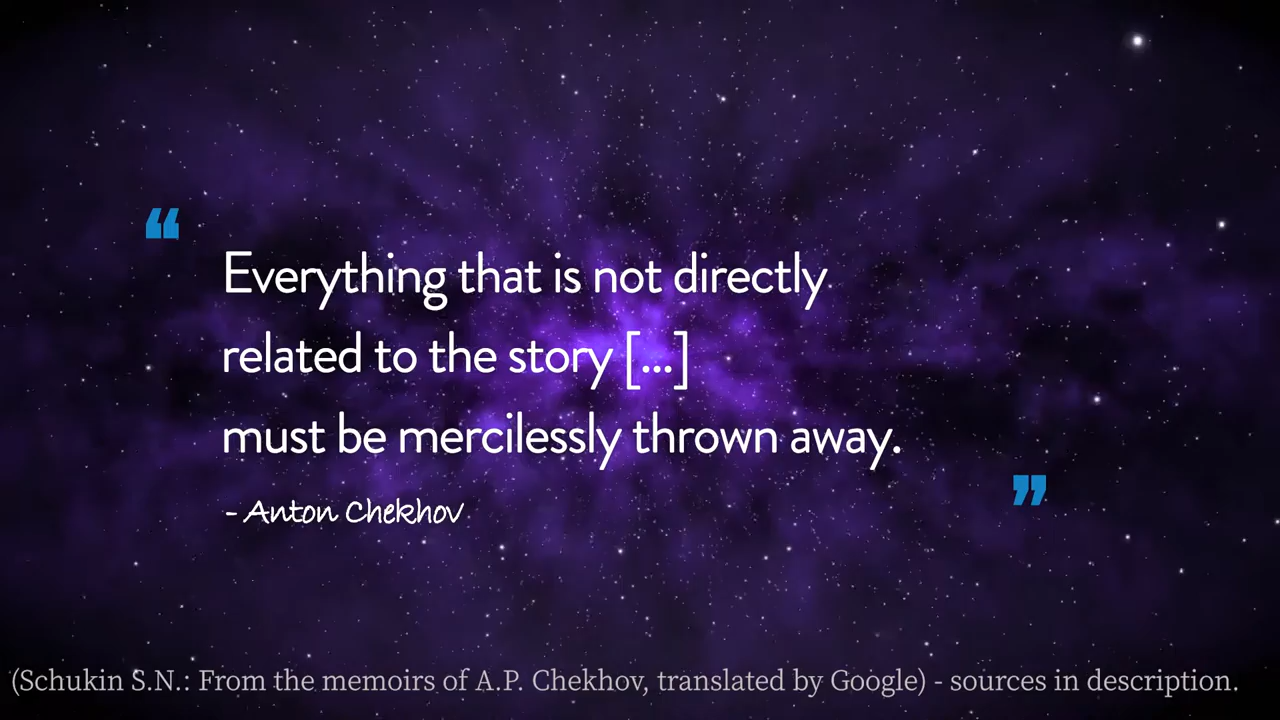 “
Everything that is not directly
related to the story [...]
must be mercilessly thrown away.
”
- Anton Chekhov
(Schukin S.N.: From the memoirs of A.P. Chekhov, translated by Google) - sources in description.